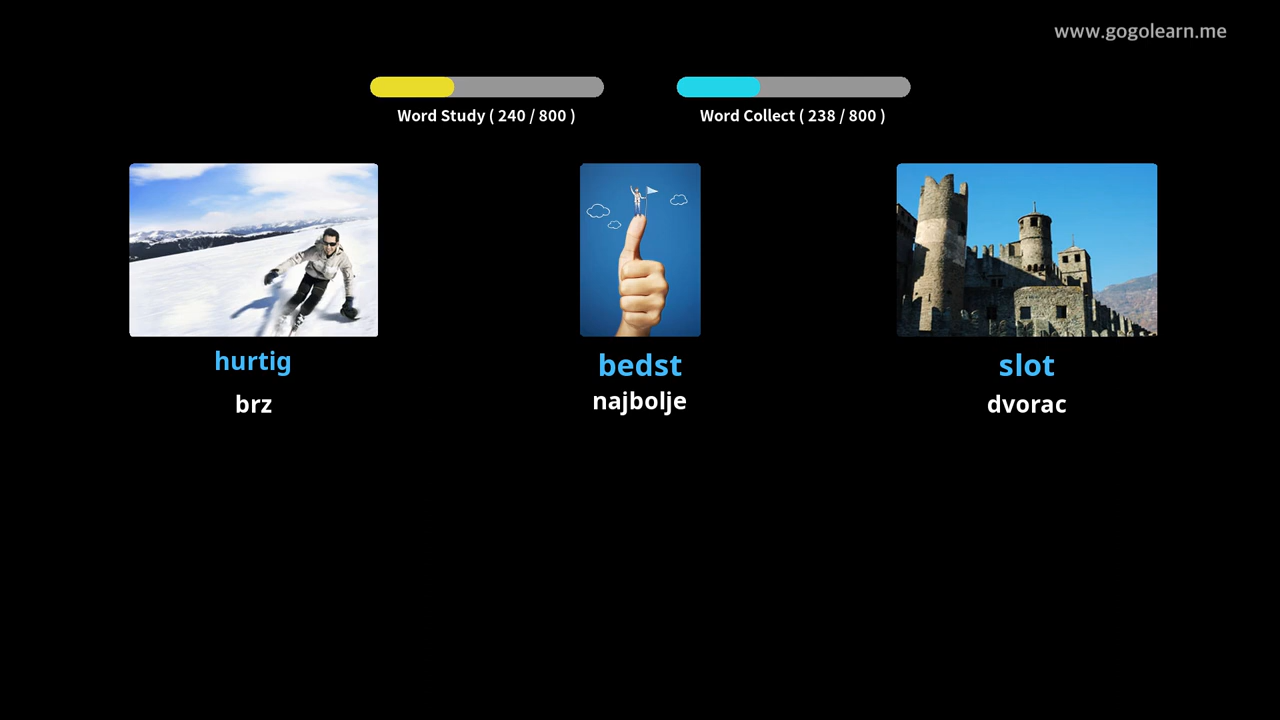 www.gogolearn.me
Word Study ( 240 / 800 )
Word Collect ( 238 / 800 )
hurtig
brz
bedst
najbolje
slot
dvorac